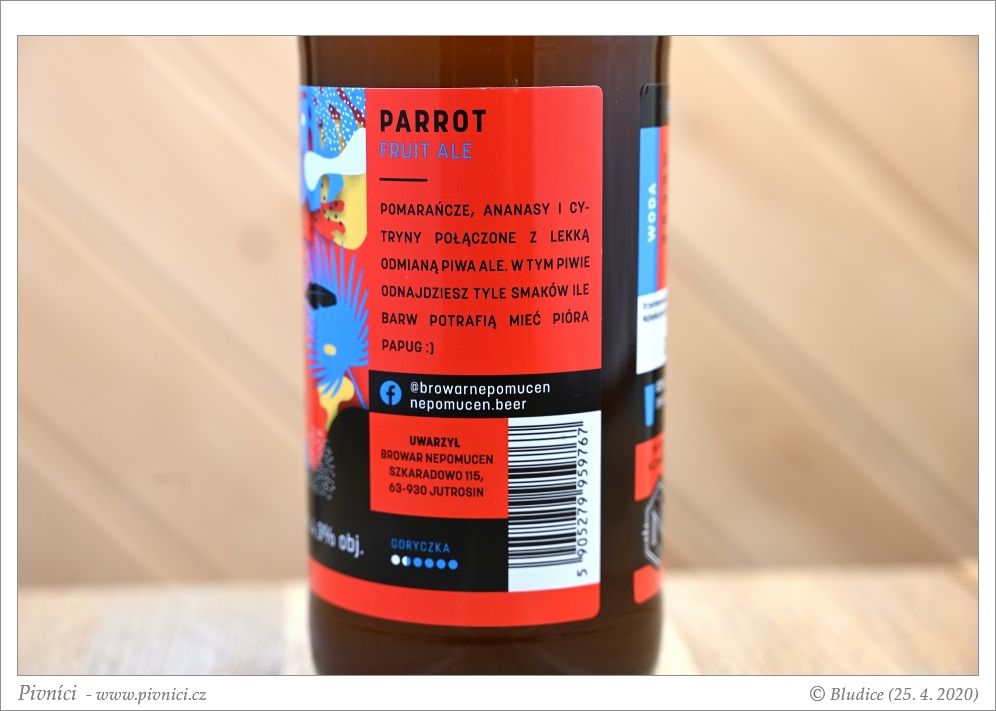 PARROT
FRUIT ALE
POMARAŃCZE, ANANASY I CY-
TRYNY POŁĄCZONE Z LEKKĄ
ODMIANĄ PIWA ALE. W TYM PIWIE
ODNAJDZIESZ TYLE SMAKÓW ILE
BARW POTRAFIĄ MIEĆ PIÓRA
PAPUG :)
@browarnepomucen
nepomucen.beer
UWARZYŁ
BROWAR NEPOMUCEN
SZKARADOWO 115,
63-930 JUTROSIN
obj.
GORYCZKA
5 905279 959767
WODA
Pivníci - www.pivnici.cz
© Bludice (25. 4. 2020)